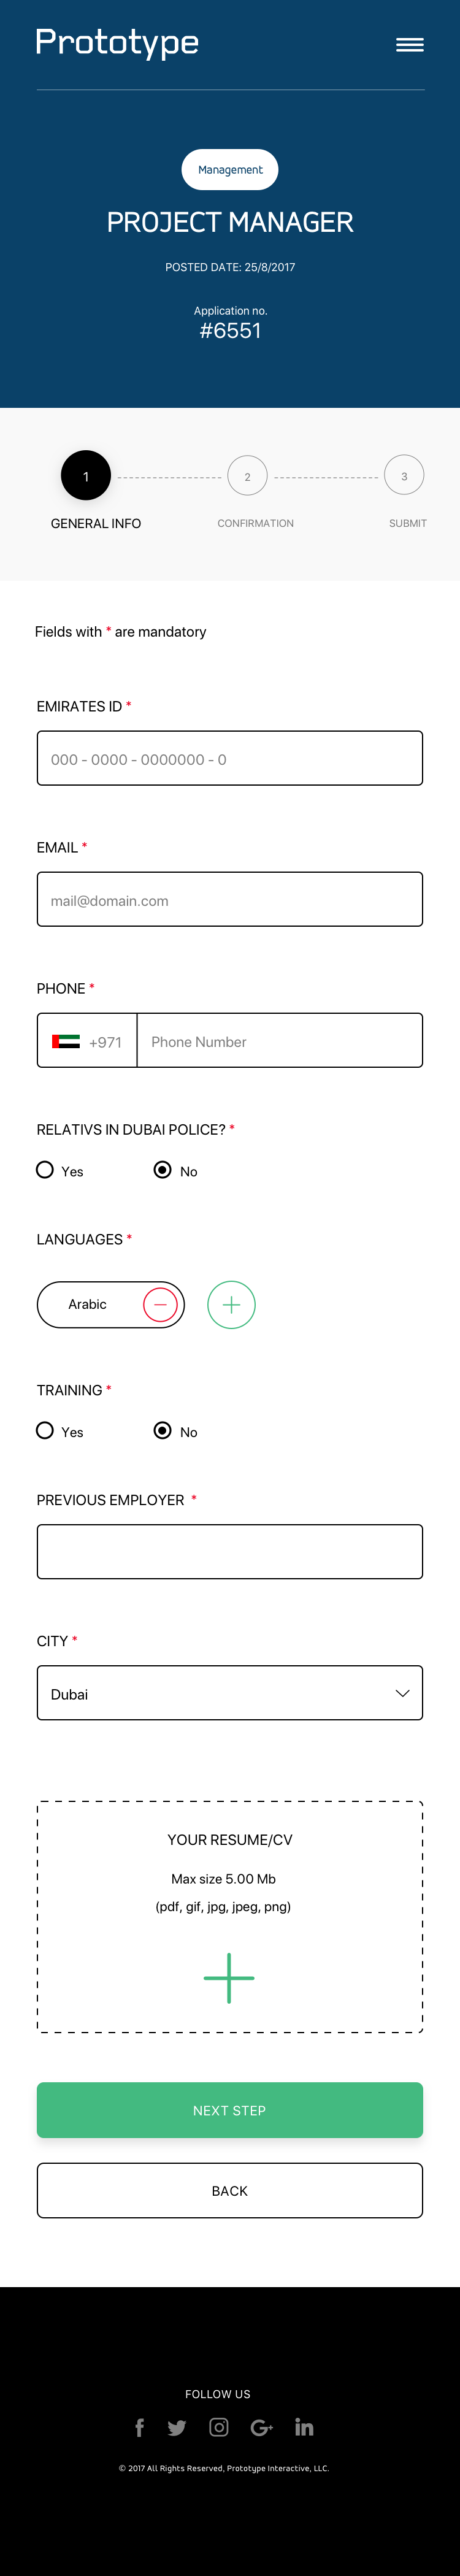 Prototype
Management
PROJECT MANAGER
POSTED DATE: 25/8/2017
Application no.
#6551
1
2
3
GENERAL INFO
CONFIRMATION
SUBMIT
Fields with * are mandatory
EMIRATES ID *
000 - 0000 - 0000000 - 0
EMAIL *
mail@domain.com
PHONE *
+971
Phone Number
RELATIVS IN DUBAI POLICE? *
Yes
No
LANGUAGES *
Arabic
TRAINING *
Yes
No
PREVIOUS EMPLOYER *
CITY *
Dubai
YOUR RESUME/CV
Max size 5.00 Mb
(pdf, gif, jpg, jpeg, png)
NEXT STEP
BACK
FOLLOW US
© 2017 All Rights Reserved, Prototype Interactive, LLC.